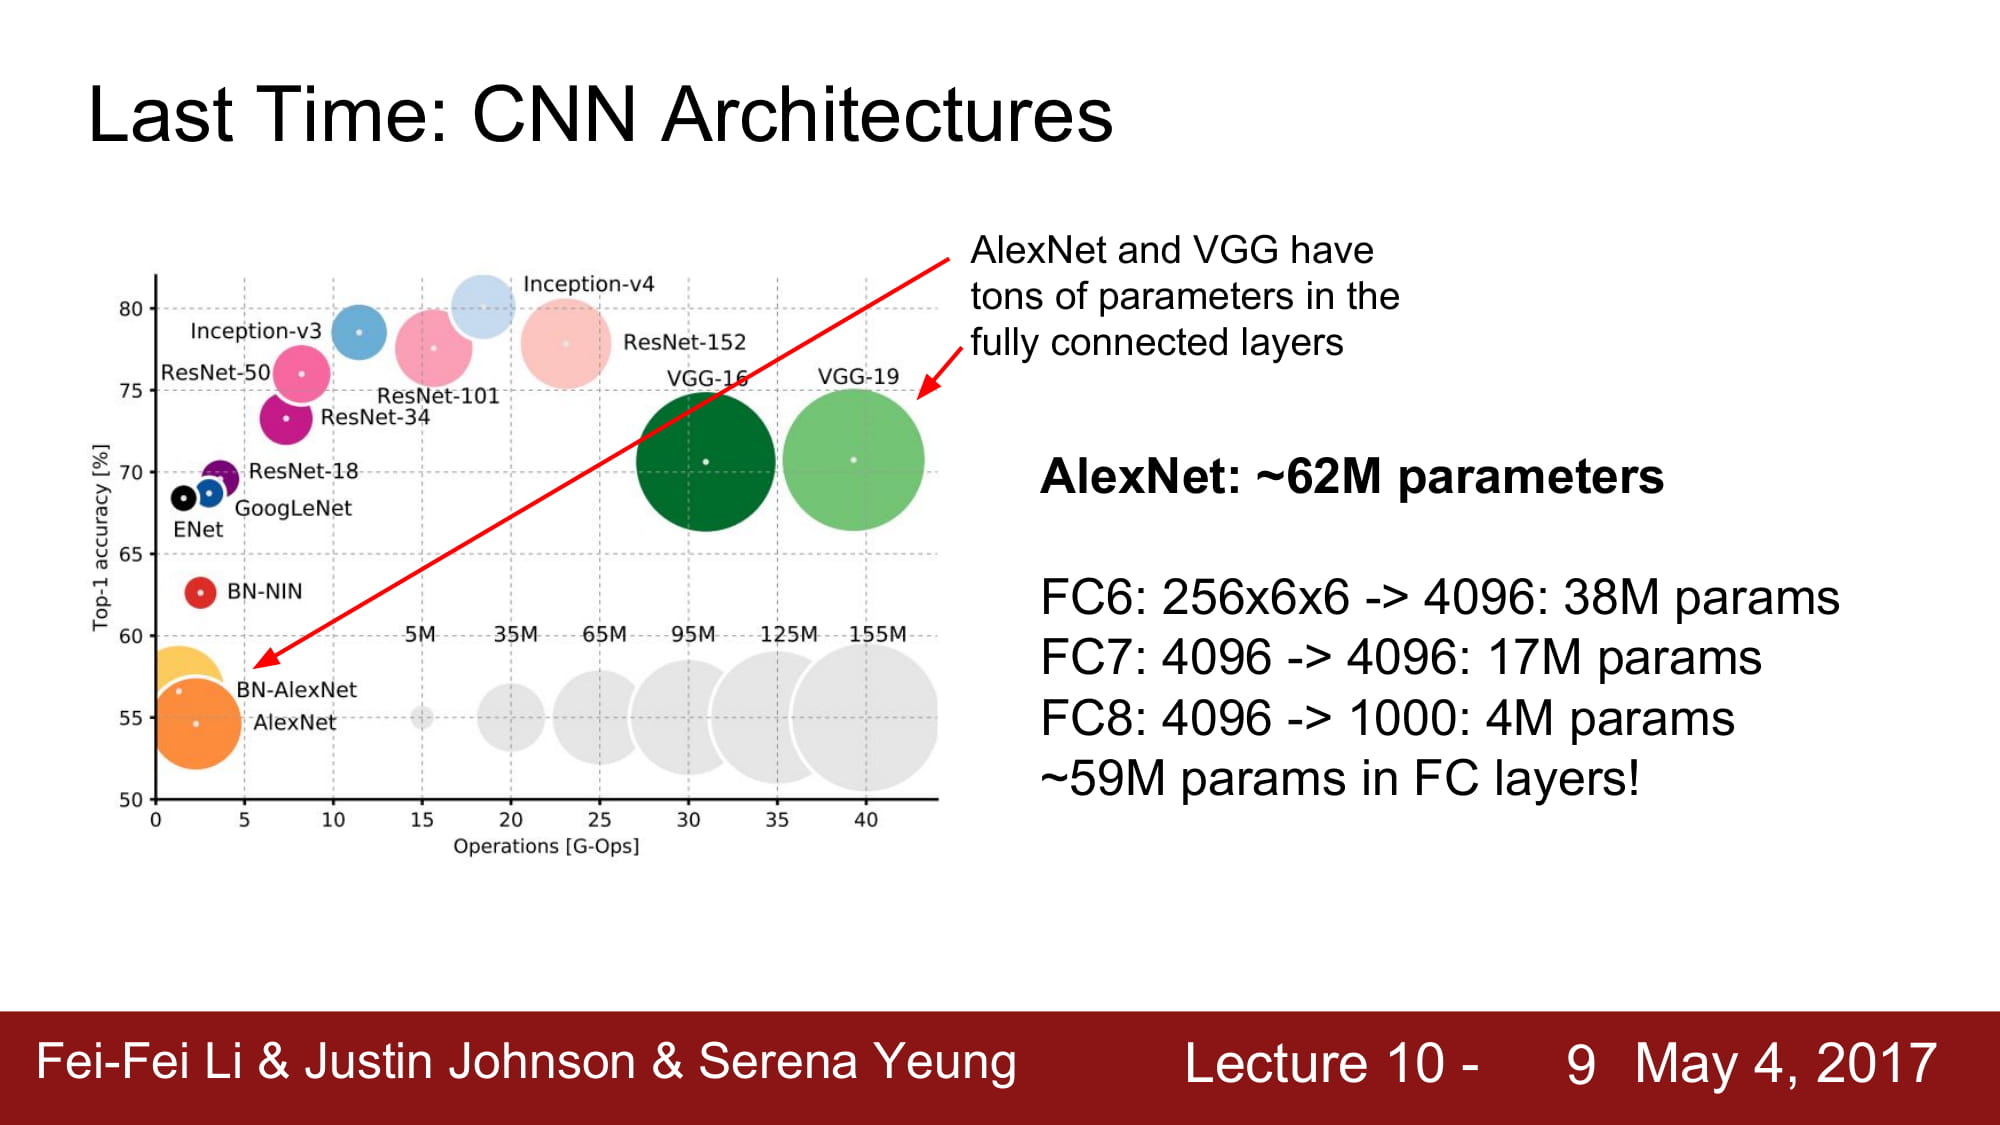 Last Time: CNN Architectures
AlexNet and VGG have
tons of parameters in the
fully connected layers
Top-1 accuracy [%]
80
75
70
65
60
55
50
Inception-v4
Inception-v3
ResNet-152
ResNet-50
VGG-16
VGG-19
ResNet-101
ResNet-34
ResNet-18
GoogLeNet
ENet
BN-NIN
5M 35M 65M 95M 125M 155M
BN-AlexNet
AlexNet
0 5 10 15 20 25 30 35 40
Operations [G-Ops]
AlexNet: ~62M parameters
FC6: 256x6x6 -> 4096: 38M params
FC7: 4096 -> 4096: 17M params
FC8: 4096 -> 1000: 4M params
~59M params in FC layers!
Fei-Fei Li & Justin Johnson & Serena Yeung
Lecture 10 - 9 May 4, 2017